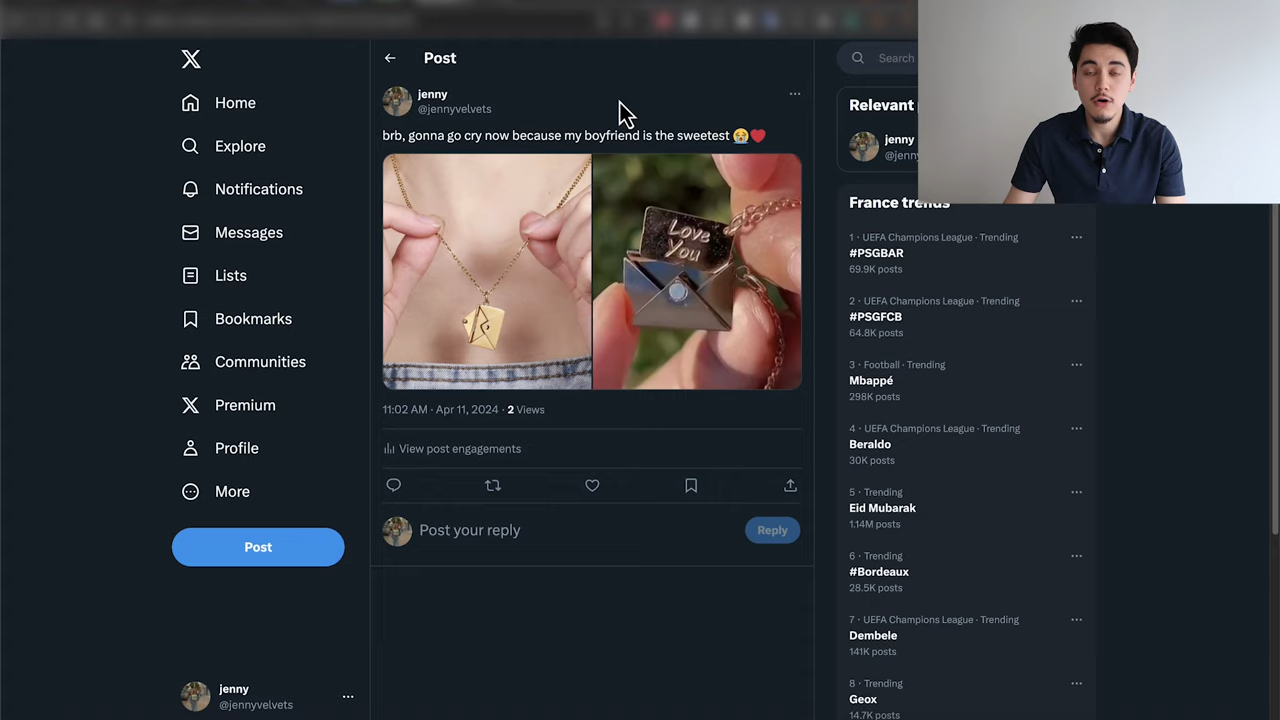 Home
Explore
Notifications
Messages
Lists
Bookmarks
Communities
Premium
Profile
More
Post
jenny
@jennyvelvets
Post
jenny
@jennyvelvets
brb, gonna go cry now because my boyfriend is the sweetest 😭❤️
Love
You
11:02 AM · Apr 11, 2024 · 2 Views
View post engagements
Post your reply
Reply
Search
Relevant
jenny
@jenny
France trends
1 · UEFA Champions League · Trending
#PSGBAR
69.9K posts
2 · UEFA Champions League · Trending
#PSGFCB
64.8K posts
3 · Football · Trending
Mbappé
298K posts
4 · UEFA Champions League · Trending
Beraldo
30K posts
5 · Trending
Eid Mubarak
1.14M posts
6 · Trending
#Bordeaux
28.5K posts
7 · UEFA Champions League · Trending
Dembele
141K posts
8 · Trending
Geox
14.7K posts